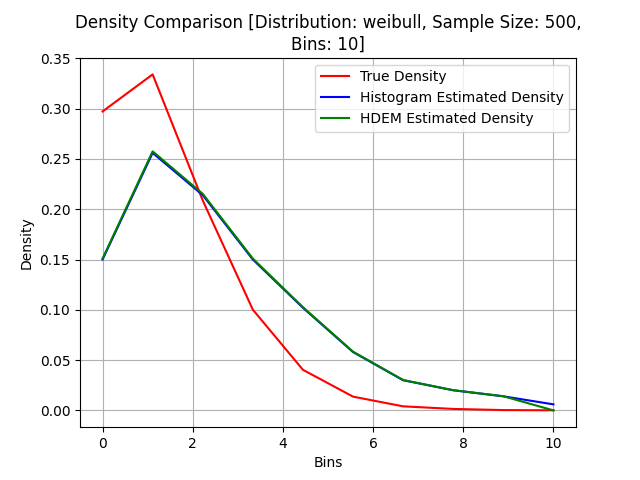 Density Comparison [Distribution: weibull, Sample Size: 500,
Bins: 10]
True Density
Histogram Estimated Density
HDEM Estimated Density
Density
0.35
0.30
0.25
0.20
0.15
0.10
0.05
0.00
0 2 4 6 8 10
Bins